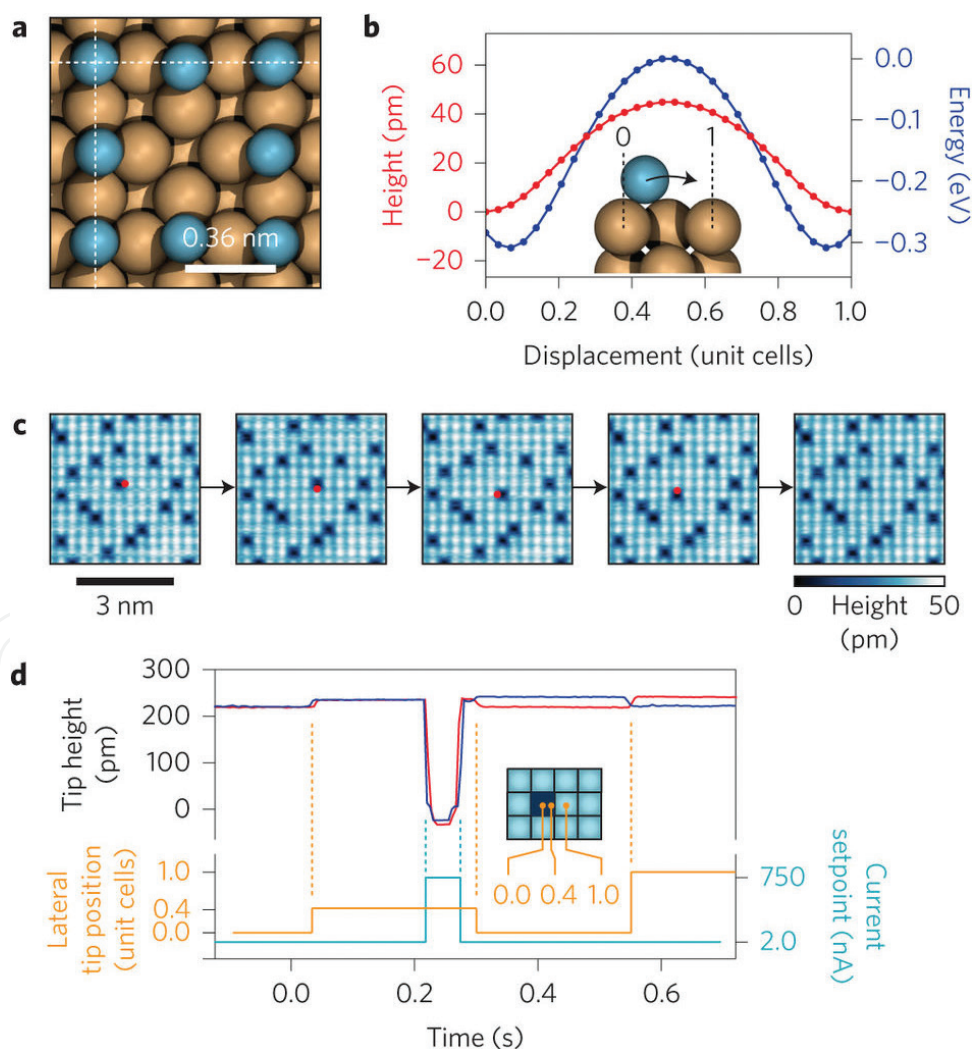 a
0.36 nm
b
60
40
20
0
−20
Height (pm)
0.0
−0.1
−0.2
−0.3
Energy (eV)
0
1
0.0
0.2
0.4
0.6
0.8
1.0
Displacement (unit cells)
c
3 nm
0
Height
(pm)
50
d
300
200
100
0
Tip height
(pm)
1.0
0.4
0.0
Lateral
tip position
(unit cells)
0.0
0.4
1.0
750
2.0
Current
setpoint (nA)
0.0
0.2
0.4
0.6
Time (s)